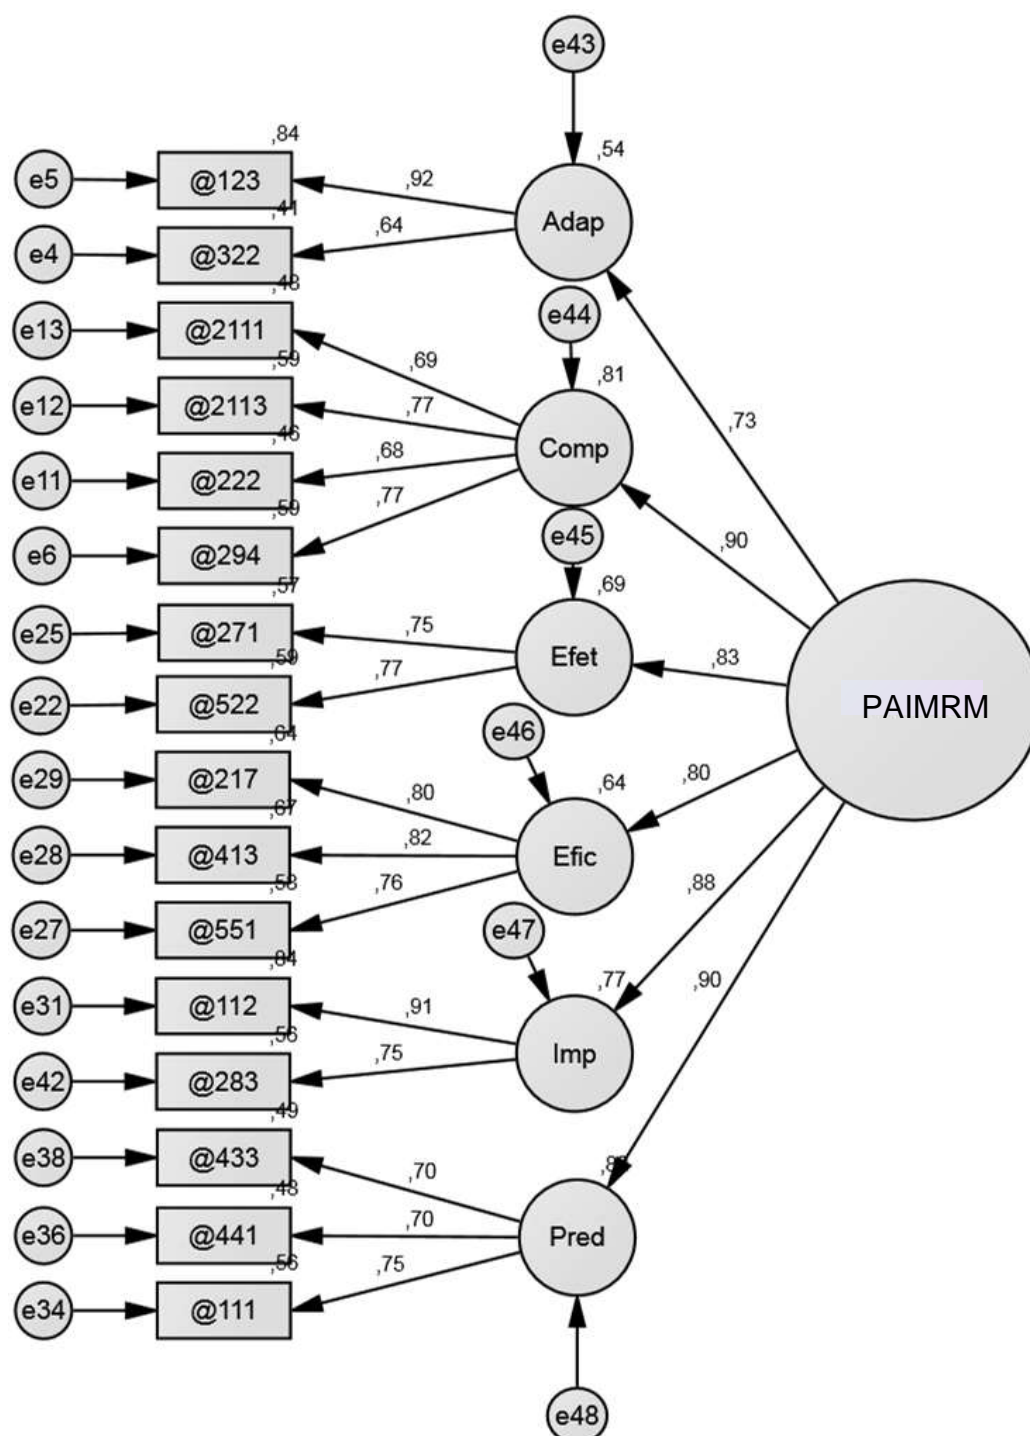 e43
,84
,54
e5
@123
,92
Adap
,41
,64
e4
@322
,48
e44
e13
@2111
,69
,81
,59
e12
@2113
,77
,73
Comp
,46
,68
e11
@222
,77
,59
e45
,90
e6
@294
,57
,69
e25
@271
,75
Efet
,83
,59
,77
e22
@522
PAIMRM
,64
e46
e29
@217
,80
,64
,80
,67
,82
e28
@413
Efic
,58
,76
,88
e27
@551
e47
,84
,77
,90
e31
@112
,91
,56
,75
Imp
e42
@283
,49
e38
@433
,70
,48
,70
e36
@441
Pred
,56
,75
e34
@111
e48